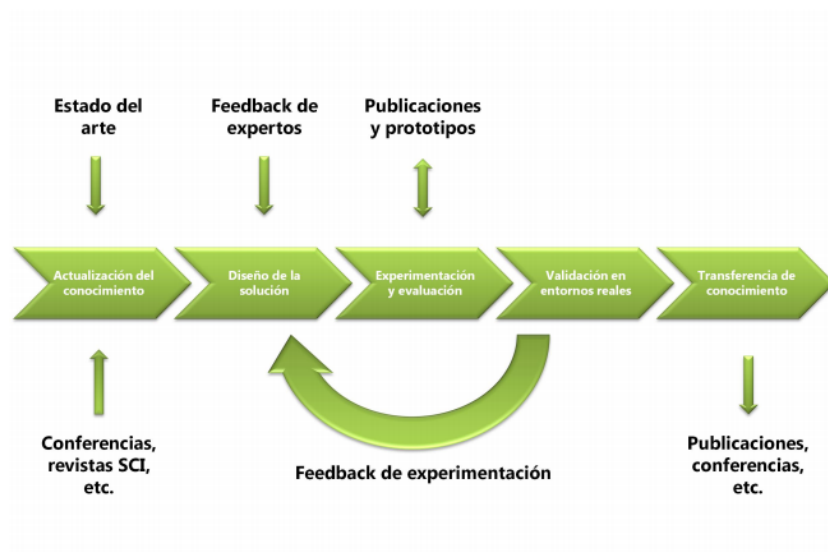 Estado del
arte
Feedback de
expertos
Publicaciones
y prototipos
Actualización del
conocimiento
Diseño de la
solución
Experimentación
y evaluación
Validación en
entornos reales
Transferencia de
conocimiento
Conferencias,
revistas SCI,
etc.
Feedback de experimentación
Publicaciones,
conferencias,
etc.